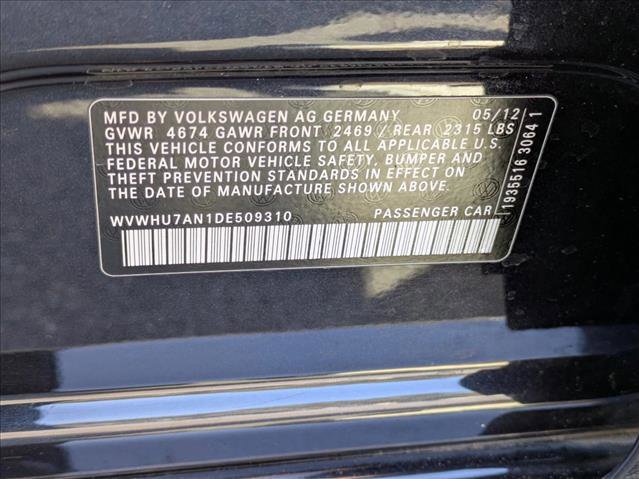 MFD BY VOLKSWAGEN AG GERMANY 05/12
GVWR 4674 GAWR FRONT 2469 / REAR 2315 LBS
THIS VEHICLE CONFORMS TO ALL APPLICABLE U.S.
FEDERAL MOTOR VEHICLE SAFETY, BUMPER AND
THEFT PREVENTION STANDARDS IN EFFECT ON
THE DATE OF MANUFACTURE SHOWN ABOVE.
WVWHU7AN1DE509310 PASSENGER CAR
1935516 30641